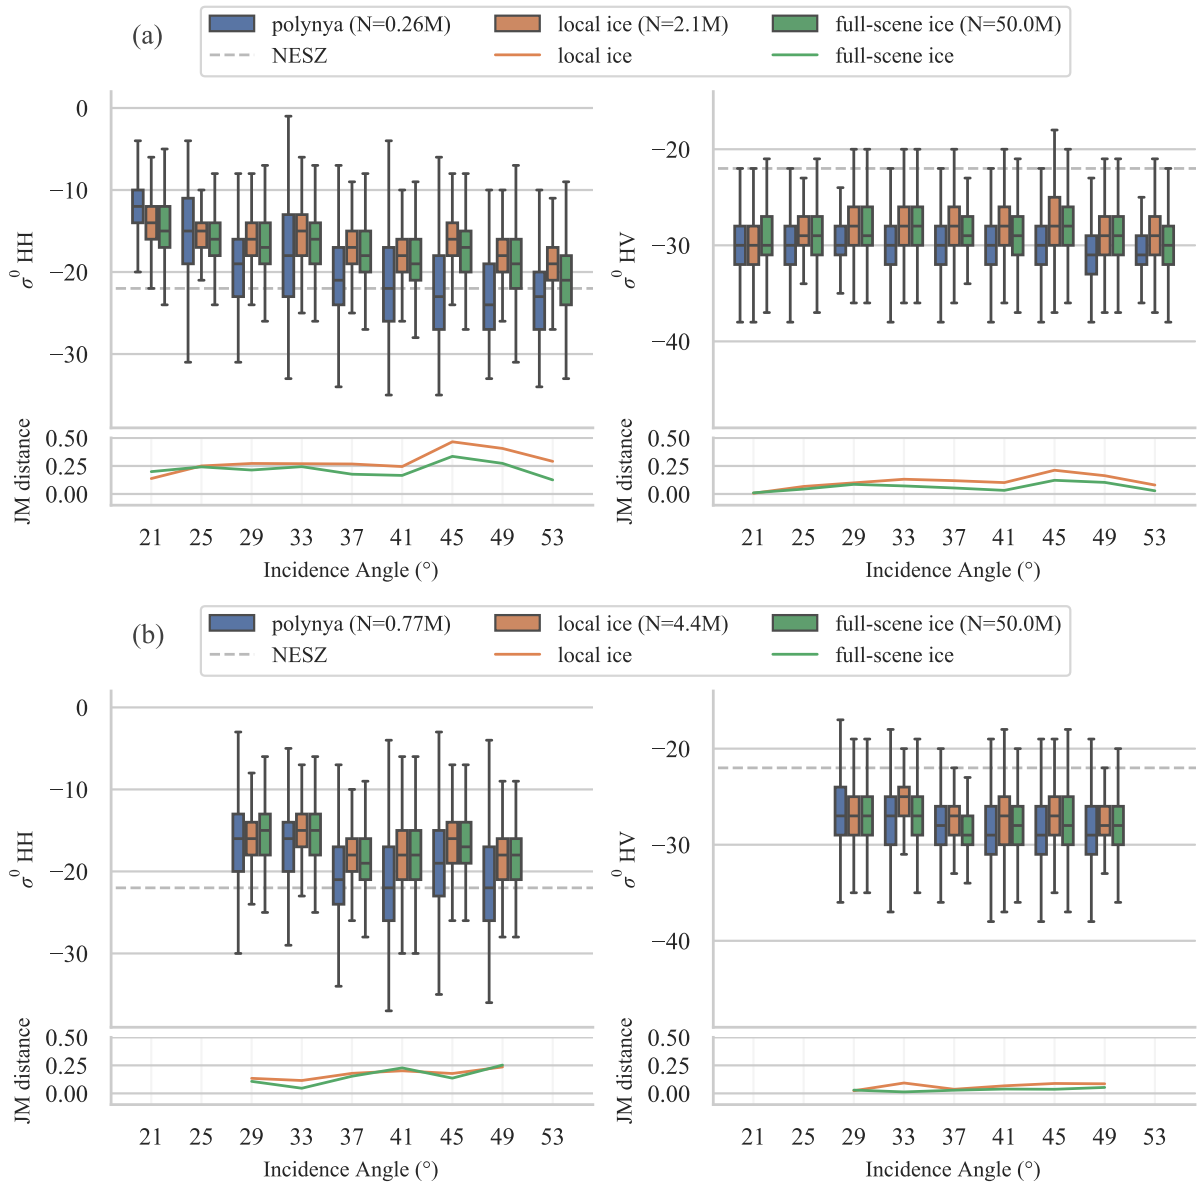 (a)
polynya (N=0.26M) local ice (N=2.1M) full-scene ice (N=50.0M)
NESZ local ice full-scene ice
0
−10
−20
−30
σ⁰ HH
−20
−30
−40
σ⁰ HV
0.50
0.25
0.00
JM distance
0.50
0.25
0.00
JM distance
21 25 29 33 37 41 45 49 53
Incidence Angle (°)
21 25 29 33 37 41 45 49 53
Incidence Angle (°)
(b)
polynya (N=0.77M) local ice (N=4.4M) full-scene ice (N=50.0M)
NESZ local ice full-scene ice
0
−10
−20
−30
σ⁰ HH
−20
−30
−40
σ⁰ HV
0.50
0.25
0.00
JM distance
0.50
0.25
0.00
JM distance
21 25 29 33 37 41 45 49 53
Incidence Angle (°)
21 25 29 33 37 41 45 49 53
Incidence Angle (°)